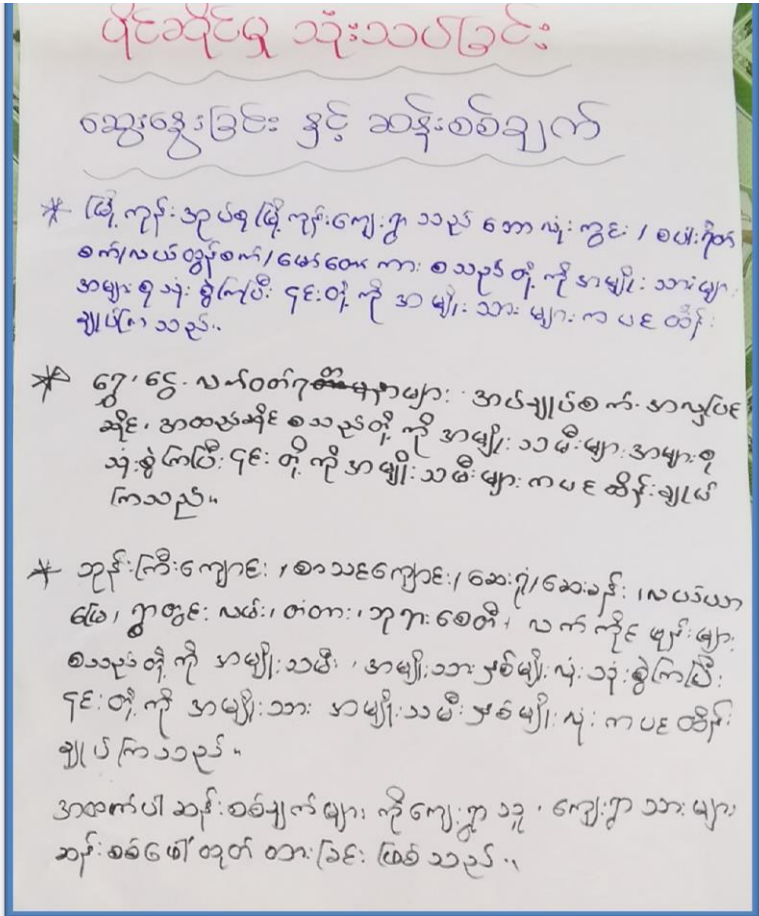 ပိုင်ဆိုင်မှု သုံးသပ်ခြင်း
ဆွေးနွေးခြင်း နှင့် ဆန်းစစ်ချက်
* မြို့ကုန်းအုပ်စု မြို့ကုန်းကျေးရွာ သည် ဘောလုံးကွင်း / စပါးရိတ်
စက်/လယ်ထွန်စက်/မော်တော်ကား စသည်တို့ ကို အမျိုး သားများ
အများစု သုံးစွဲကြပြီး ၎င်းတို့ ကို အမျိုး သား များ က ပင ထိန်း
ချုပ်ကြ သည်။
* ရွှေ၊ ငွေ၊ လက်ဝတ်ရတနာများ အပ်ချုပ်စက်၊ အလှပြင်
ဆိုင်၊ အထည်ဆိုင် စသည်တို့ ကို အမျိုး သမီးများ အများစု
သုံးစွဲကြပြီး ၎င်း တို့ ကို အမျိုး သမီးများ ကပင ထိန်းချုပ်
ကြသည်။
* ဘုန်းကြီးကျောင်း ၊စာသင်ကျောင်း/ဆေးရုံ/ဆေးခန်း ၊လယ်ယာ
မြေ၊ ရွာတွင်း လမ်း၊ တံတား၊ဘုရားစေတီ၊ လက်ကိုင် ဖုန်းများ
စသည်တို့ ကို အမျိုးသမီး ၊ အမျိုးသား နှစ်မျိုး လုံး သုံးစွဲကြပြီး
၎င်းတို့ ကို အမျိုးသား အမျိုးသမီး နှစ်မျိုး လုံး ကပင ထိန်း
ချုပ် ကြသည်။
အထက်ပါ ဆန်းစစ်ချက်များ ကို ကျေးရွာ သူ ၊ ကျေးရွာ သားများ
ဆန်းစစ်ဖော် ထုတ် ထားခြင်း ဖြစ် သည်။